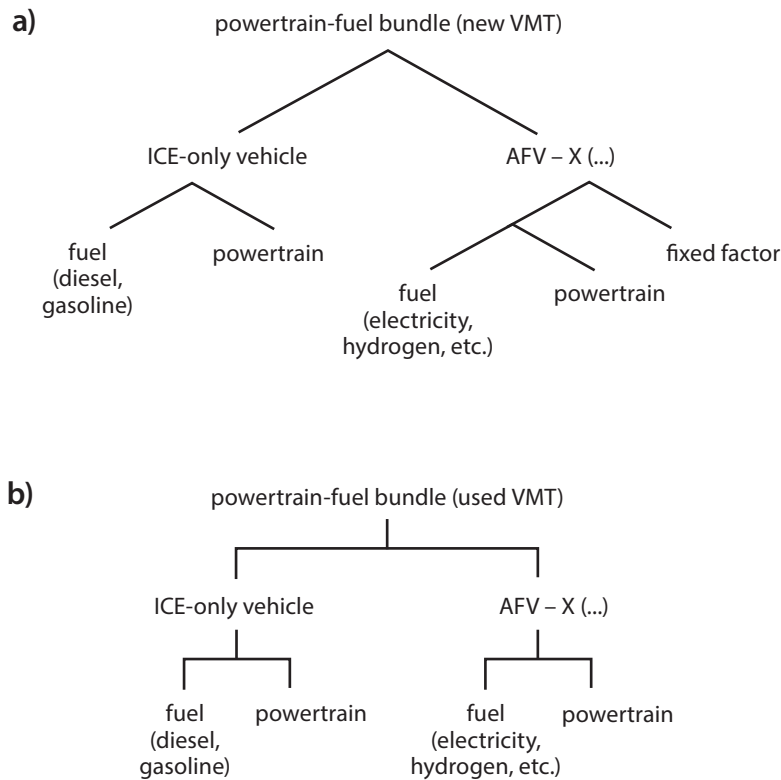 a)
powertrain-fuel bundle (new VMT)
ICE-only vehicle
AFV – X (...)
fuel
(diesel,
gasoline)
powertrain
fuel
(electricity,
hydrogen, etc.)
powertrain
fixed factor
b)
powertrain-fuel bundle (used VMT)
ICE-only vehicle
AFV – X (...)
fuel
(diesel,
gasoline)
powertrain
fuel
(electricity,
hydrogen, etc.)
powertrain